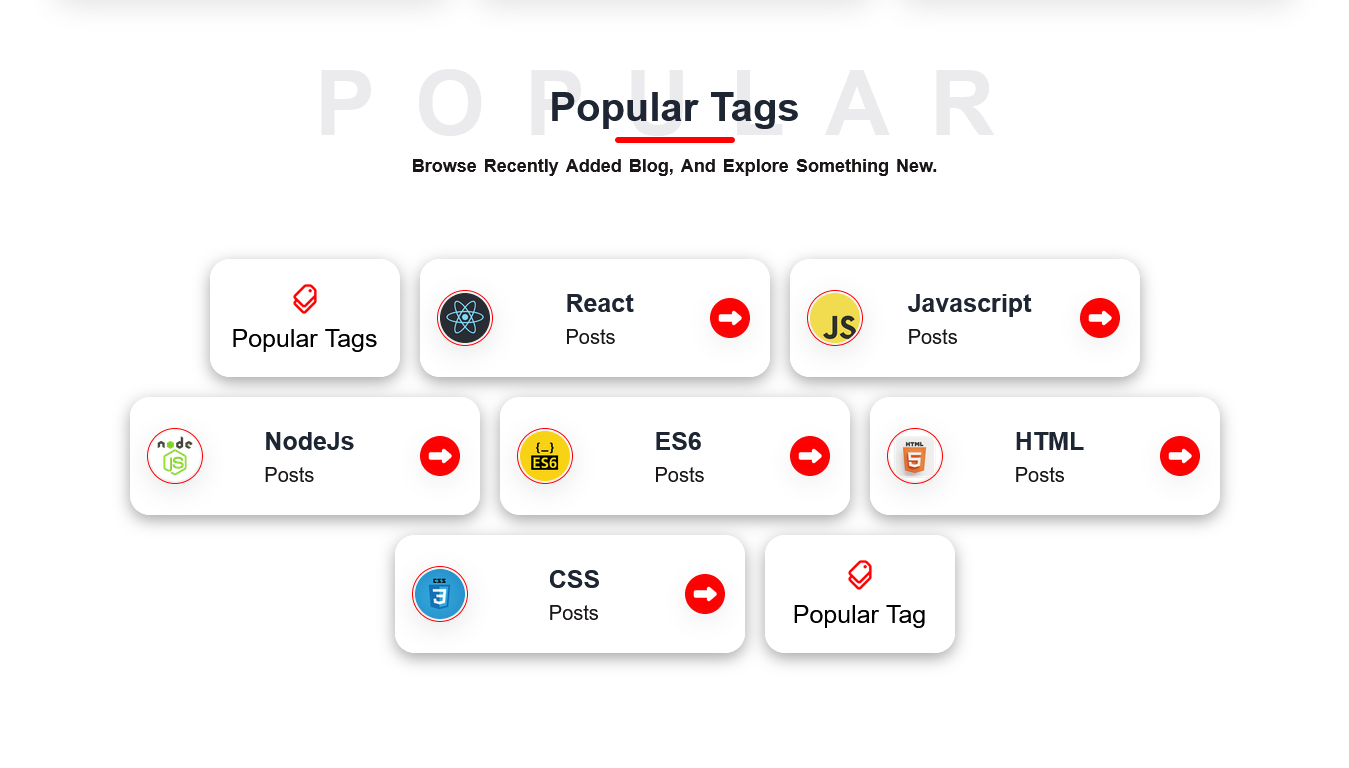 POPULAR
Popular Tags
Browse Recently Added Blog, And Explore Something New.
Popular Tags
React
Posts
JS
Javascript
Posts
node
JS
NodeJs
Posts
{_}
ES6
ES6
Posts
HTML
5
HTML
Posts
CSS
3
CSS
Posts
Popular Tag